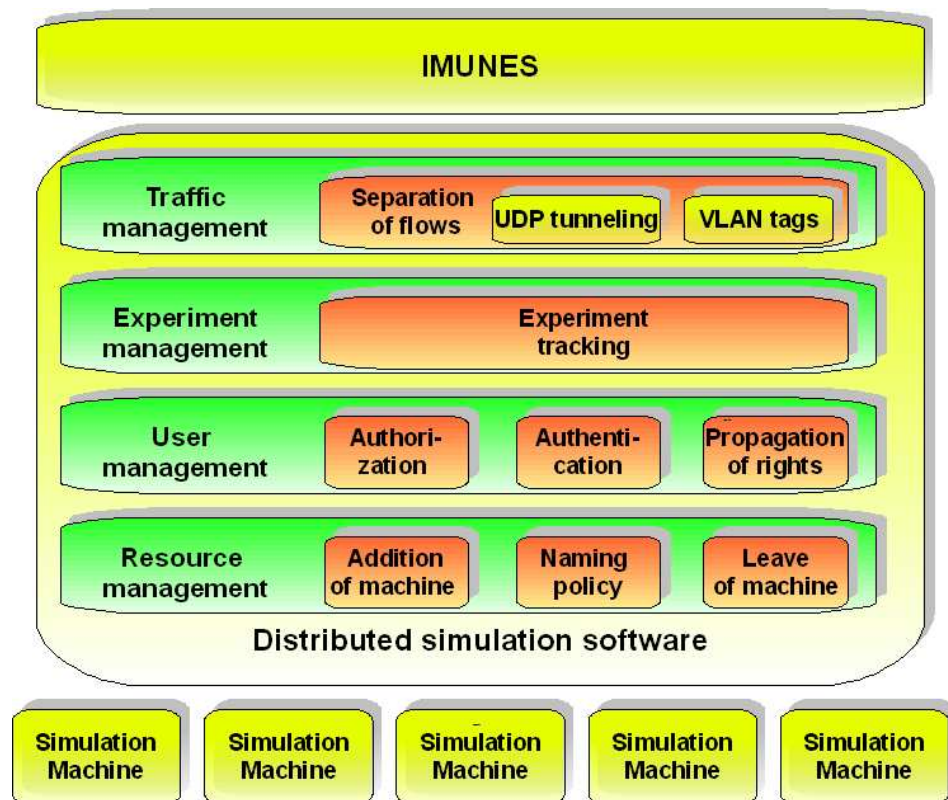 IMUNES
Traffic
management
Separation
of flows
UDP tunneling
VLAN tags
Experiment
management
Experiment
tracking
User
management
Authori-
zation
Authenti-
cation
Propagation
of rights
Resource
management
Addition
of machine
Naming
policy
Leave
of machine
Distributed simulation software
Simulation
Machine
Simulation
Machine
Simulation
Machine
Simulation
Machine
Simulation
Machine